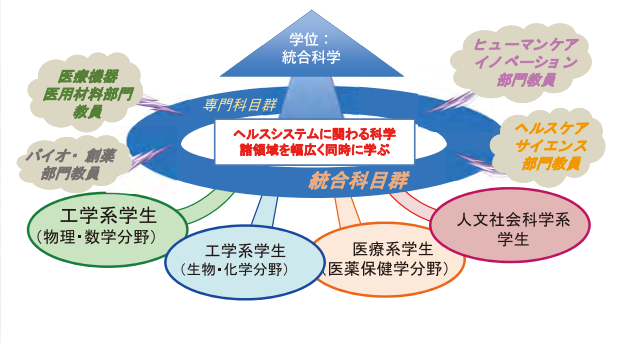 学位：
統合科学
医療機器
医用材料部門
教員
ヒューマンケア
イノベーション
部門教員
専門科目群
ヘルスシステムに関わる科学
諸領域を幅広く同時に学ぶ
バイオ・創薬
部門教員
ヘルスケア
サイエンス
部門教員
統合科目群
工学系学生
（物理・数学分野）
工学系学生
（生物・化学分野）
医療系学生
（医薬保健学分野）
人文社会科学系
学生